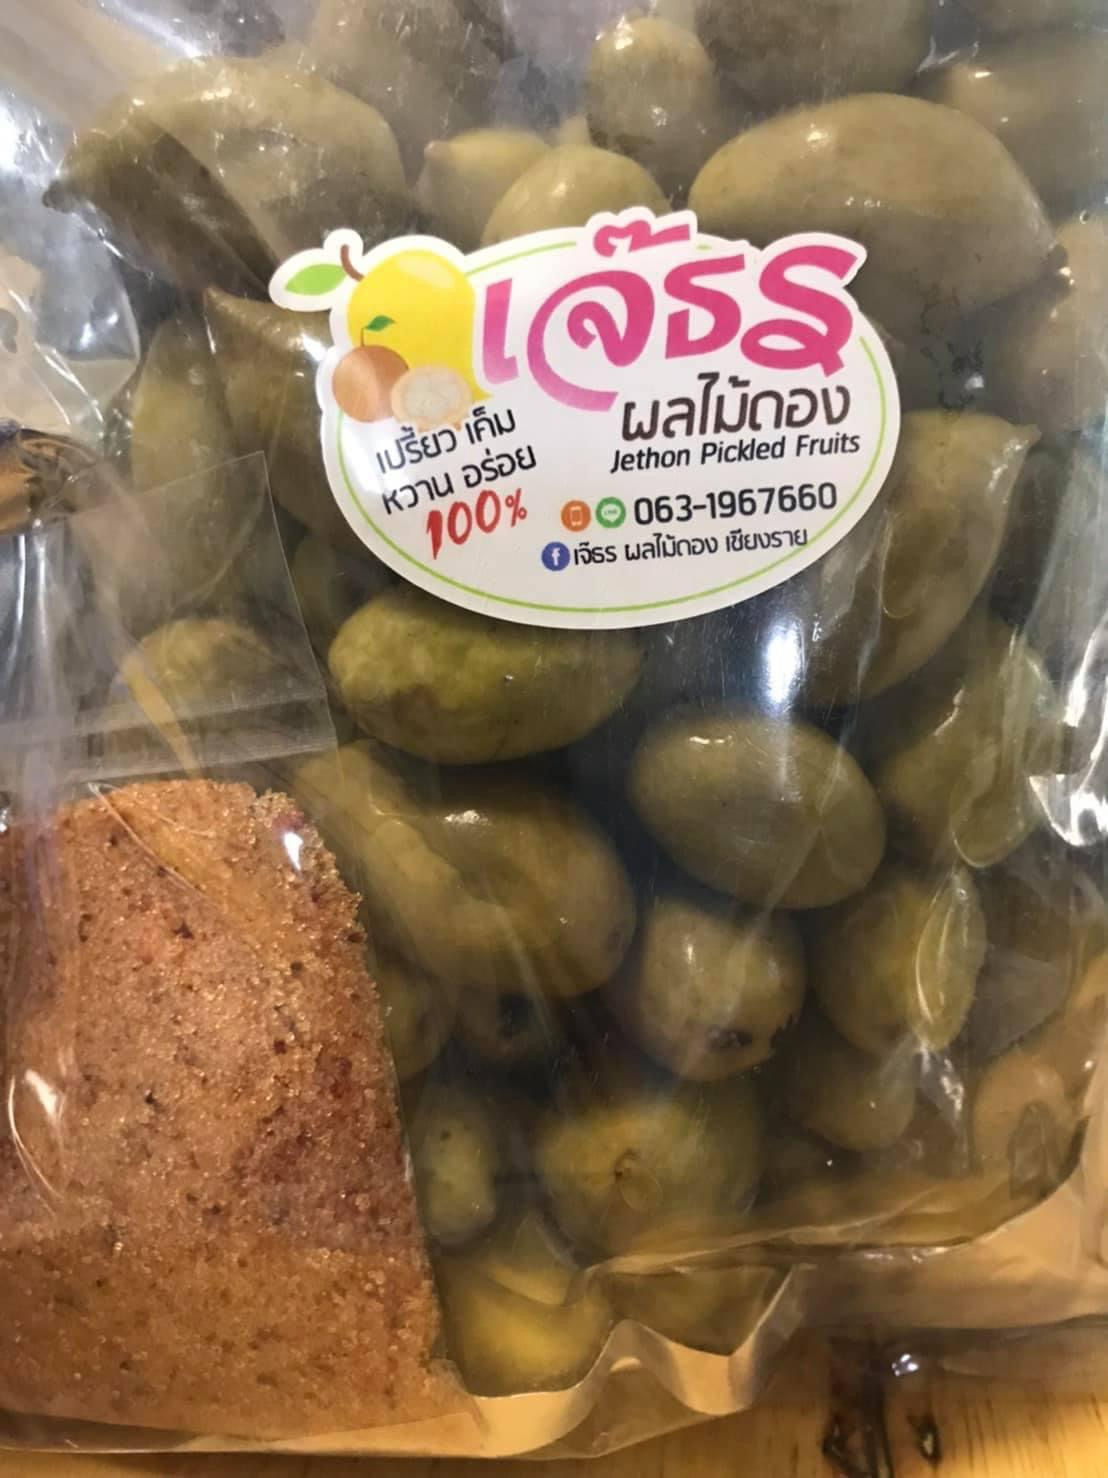 เจ๊ธร
ผลไม้ดอง
Jethon Pickled Fruits
เปรี้ยว เค็ม
หวาน อร่อย
100%
LINE 063-1967660
f เจ๊ธร ผลไม้ดอง เชียงราย